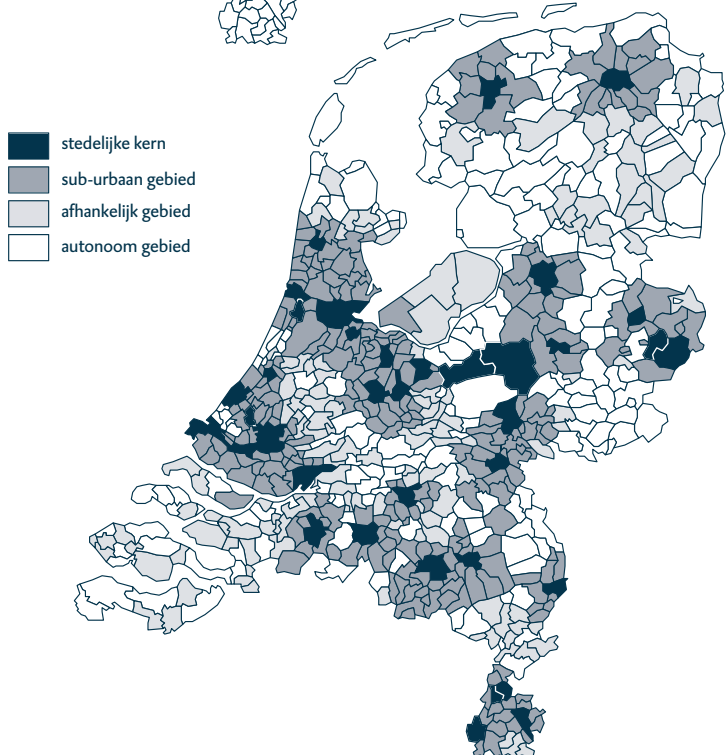 stedelijke kern
sub-urbaan gebied
afhankelijk gebied
autonoom gebied